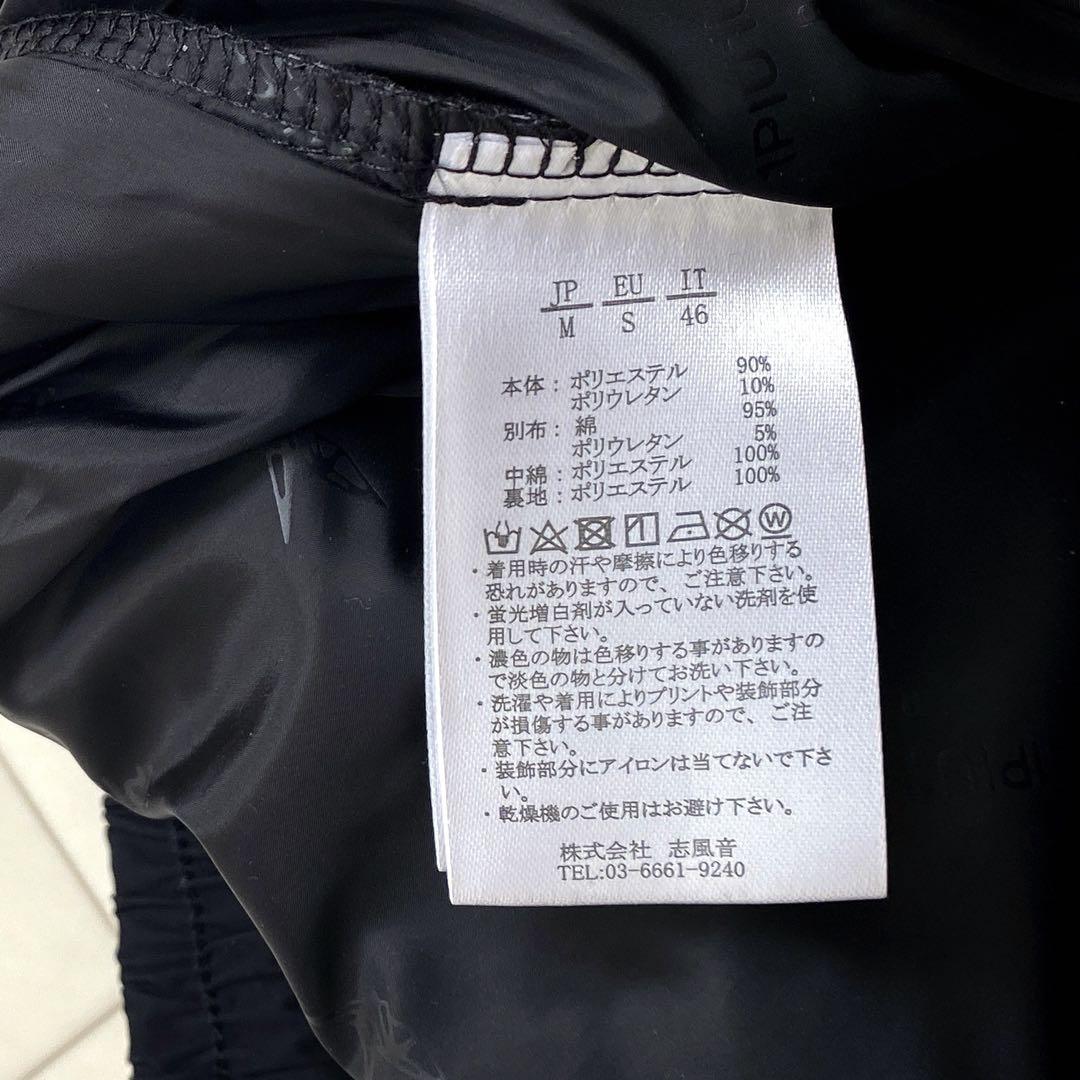 JP EU IT
M S 46
本体：ポリエステル 90%
ポリウレタン 10%
別布：綿 95%
ポリウレタン 5%
中綿：ポリエステル 100%
裏地：ポリエステル 100%
W
・着用時の汗や摩擦により色移りする
恐れがありますので、ご注意下さい。
・蛍光増白剤が入っていない洗剤を使
用して下さい。
・濃色の物は色移りする事がありますの
で淡色の物と分けてお洗い下さい。
・洗濯や着用によりプリントや装飾部分
が損傷する事がありますので、ご注
意下さい。
・装飾部分にアイロンは当てないで下さ
い。
・乾燥機のご使用はお避け下さい。
株式会社 志風音
TEL:03-6661-9240